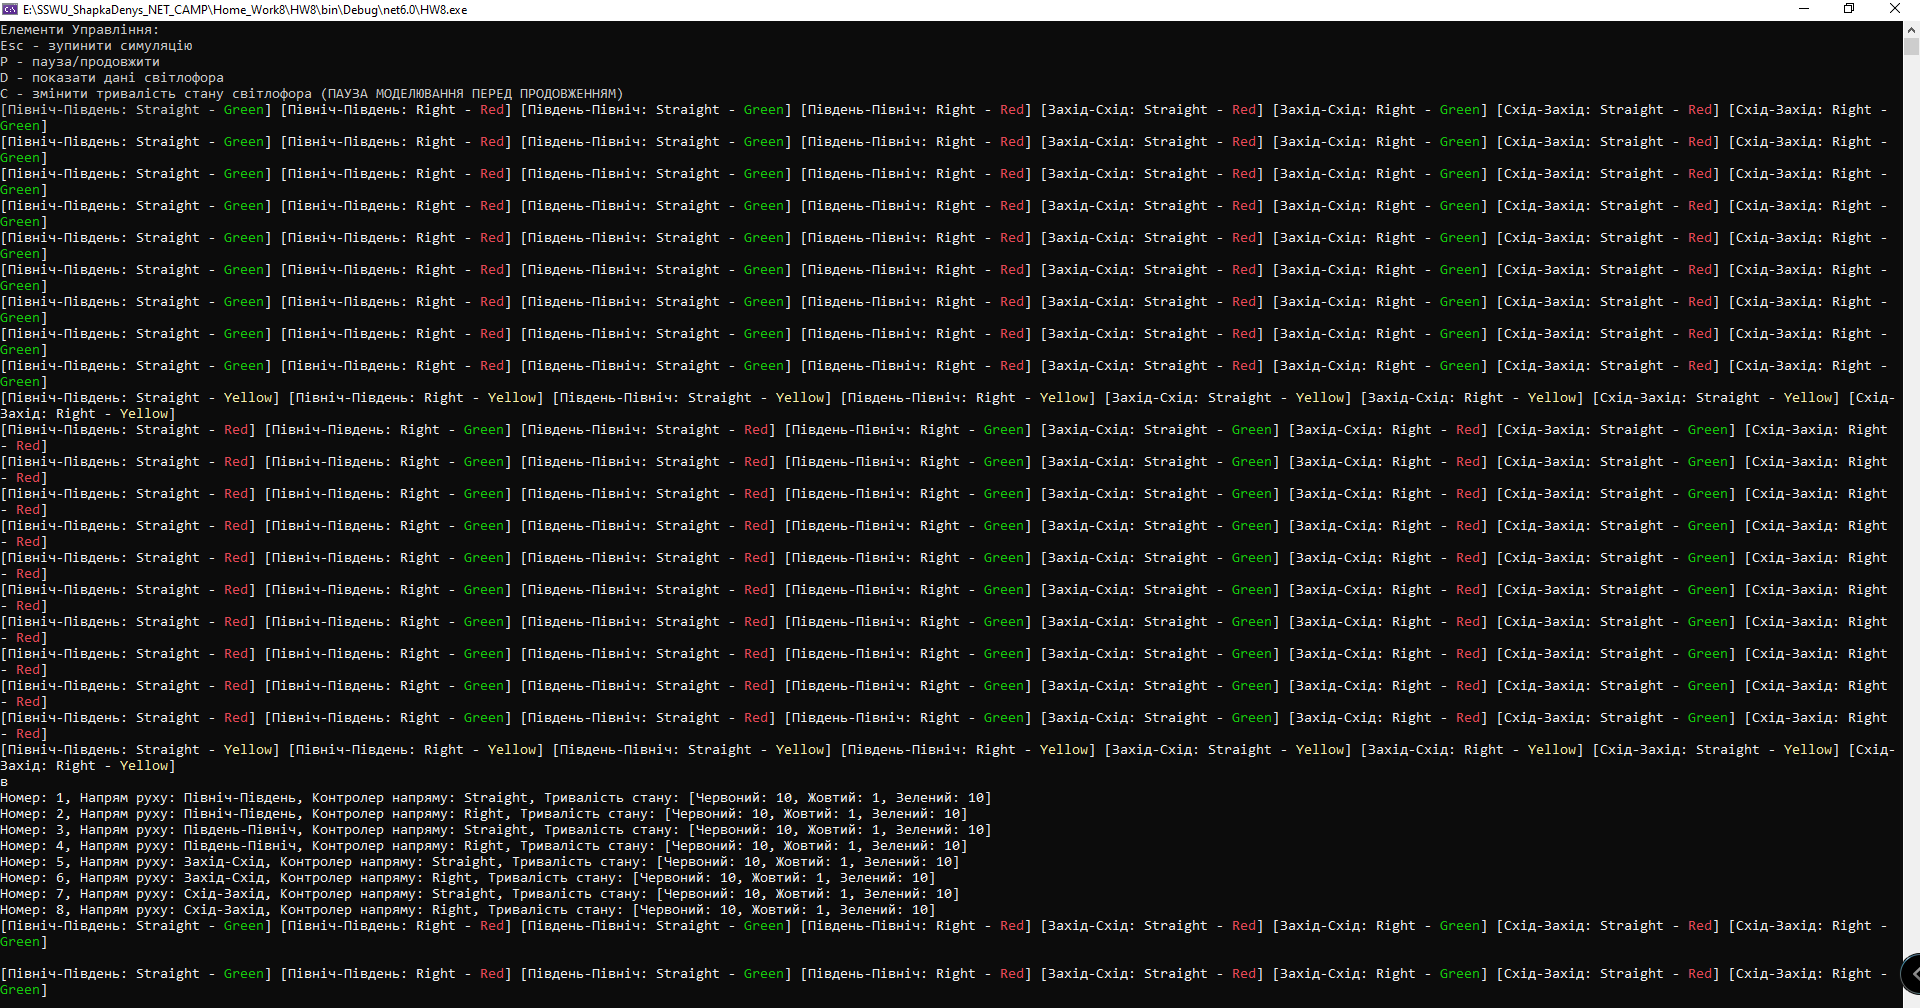 E:\SSWU_ShapkaDenys_NET_CAMP\Home_Work8\HW8\bin\Debug\net6.0\HW8.exe
Елементи Управління:
Esc - зупинити симуляцію
P - пауза/продовжити
D - показати дані світлофора
C - змінити тривалість стану світлофора (ПАУЗА МОДЕЛЮВАННЯ ПЕРЕД ПРОДОВЖЕННЯМ)
[Північ-Південь: Straight - Green] [Північ-Південь: Right - Red] [Південь-Північ: Straight - Green] [Південь-Північ: Right - Red] [Захід-Схід: Straight - Red] [Захід-Схід: Right - Green] [Схід-Захід: Straight - Red] [Схід-Захід: Right -
Green]
[Північ-Південь: Straight - Green] [Північ-Південь: Right - Red] [Південь-Північ: Straight - Green] [Південь-Північ: Right - Red] [Захід-Схід: Straight - Red] [Захід-Схід: Right - Green] [Схід-Захід: Straight - Red] [Схід-Захід: Right -
Green]
[Північ-Південь: Straight - Green] [Північ-Південь: Right - Red] [Південь-Північ: Straight - Green] [Південь-Північ: Right - Red] [Захід-Схід: Straight - Red] [Захід-Схід: Right - Green] [Схід-Захід: Straight - Red] [Схід-Захід: Right -
Green]
[Північ-Південь: Straight - Green] [Північ-Південь: Right - Red] [Південь-Північ: Straight - Green] [Південь-Північ: Right - Red] [Захід-Схід: Straight - Red] [Захід-Схід: Right - Green] [Схід-Захід: Straight - Red] [Схід-Захід: Right -
Green]
[Північ-Південь: Straight - Green] [Північ-Південь: Right - Red] [Південь-Північ: Straight - Green] [Південь-Північ: Right - Red] [Захід-Схід: Straight - Red] [Захід-Схід: Right - Green] [Схід-Захід: Straight - Red] [Схід-Захід: Right -
Green]
[Північ-Південь: Straight - Green] [Північ-Південь: Right - Red] [Південь-Північ: Straight - Green] [Південь-Північ: Right - Red] [Захід-Схід: Straight - Red] [Захід-Схід: Right - Green] [Схід-Захід: Straight - Red] [Схід-Захід: Right -
Green]
[Північ-Південь: Straight - Green] [Північ-Південь: Right - Red] [Південь-Північ: Straight - Green] [Південь-Північ: Right - Red] [Захід-Схід: Straight - Red] [Захід-Схід: Right - Green] [Схід-Захід: Straight - Red] [Схід-Захід: Right -
Green]
[Північ-Південь: Straight - Green] [Північ-Південь: Right - Red] [Південь-Північ: Straight - Green] [Південь-Північ: Right - Red] [Захід-Схід: Straight - Red] [Захід-Схід: Right - Green] [Схід-Захід: Straight - Red] [Схід-Захід: Right -
Green]
[Північ-Південь: Straight - Green] [Північ-Південь: Right - Red] [Південь-Північ: Straight - Green] [Південь-Північ: Right - Red] [Захід-Схід: Straight - Red] [Захід-Схід: Right - Green] [Схід-Захід: Straight - Red] [Схід-Захід: Right -
Green]
[Північ-Південь: Straight - Yellow] [Північ-Південь: Right - Yellow] [Південь-Північ: Straight - Yellow] [Південь-Північ: Right - Yellow] [Захід-Схід: Straight - Yellow] [Захід-Схід: Right - Yellow] [Схід-Захід: Straight - Yellow] [Схід-
Захід: Right - Yellow]
[Північ-Південь: Straight - Red] [Північ-Південь: Right - Green] [Південь-Північ: Straight - Red] [Південь-Північ: Right - Green] [Захід-Схід: Straight - Green] [Захід-Схід: Right - Red] [Схід-Захід: Straight - Green] [Схід-Захід: Right
- Red]
[Північ-Південь: Straight - Red] [Північ-Південь: Right - Green] [Південь-Північ: Straight - Red] [Південь-Північ: Right - Green] [Захід-Схід: Straight - Green] [Захід-Схід: Right - Red] [Схід-Захід: Straight - Green] [Схід-Захід: Right
- Red]
[Північ-Південь: Straight - Red] [Північ-Південь: Right - Green] [Південь-Північ: Straight - Red] [Південь-Північ: Right - Green] [Захід-Схід: Straight - Green] [Захід-Схід: Right - Red] [Схід-Захід: Straight - Green] [Схід-Захід: Right
- Red]
[Північ-Південь: Straight - Red] [Північ-Південь: Right - Green] [Південь-Північ: Straight - Red] [Південь-Північ: Right - Green] [Захід-Схід: Straight - Green] [Захід-Схід: Right - Red] [Схід-Захід: Straight - Green] [Схід-Захід: Right
- Red]
[Північ-Південь: Straight - Red] [Північ-Південь: Right - Green] [Південь-Північ: Straight - Red] [Південь-Північ: Right - Green] [Захід-Схід: Straight - Green] [Захід-Схід: Right - Red] [Схід-Захід: Straight - Green] [Схід-Захід: Right
- Red]
[Північ-Південь: Straight - Red] [Північ-Південь: Right - Green] [Південь-Північ: Straight - Red] [Південь-Північ: Right - Green] [Захід-Схід: Straight - Green] [Захід-Схід: Right - Red] [Схід-Захід: Straight - Green] [Схід-Захід: Right
- Red]
[Північ-Південь: Straight - Red] [Північ-Південь: Right - Green] [Південь-Північ: Straight - Red] [Південь-Північ: Right - Green] [Захід-Схід: Straight - Green] [Захід-Схід: Right - Red] [Схід-Захід: Straight - Green] [Схід-Захід: Right
- Red]
[Північ-Південь: Straight - Red] [Північ-Південь: Right - Green] [Південь-Північ: Straight - Red] [Південь-Північ: Right - Green] [Захід-Схід: Straight - Green] [Захід-Схід: Right - Red] [Схід-Захід: Straight - Green] [Схід-Захід: Right
- Red]
[Північ-Південь: Straight - Red] [Північ-Південь: Right - Green] [Південь-Північ: Straight - Red] [Південь-Північ: Right - Green] [Захід-Схід: Straight - Green] [Захід-Схід: Right - Red] [Схід-Захід: Straight - Green] [Схід-Захід: Right
- Red]
[Північ-Південь: Straight - Red] [Північ-Південь: Right - Green] [Південь-Північ: Straight - Red] [Південь-Північ: Right - Green] [Захід-Схід: Straight - Green] [Захід-Схід: Right - Red] [Схід-Захід: Straight - Green] [Схід-Захід: Right
- Red]
[Північ-Південь: Straight - Yellow] [Північ-Південь: Right - Yellow] [Південь-Північ: Straight - Yellow] [Південь-Північ: Right - Yellow] [Захід-Схід: Straight - Yellow] [Захід-Схід: Right - Yellow] [Схід-Захід: Straight - Yellow] [Схід-
Захід: Right - Yellow]
в
Номер: 1, Напрям руху: Північ-Південь, Контролер напряму: Straight, Тривалість стану: [Червоний: 10, Жовтий: 1, Зелений: 10]
Номер: 2, Напрям руху: Північ-Південь, Контролер напряму: Right, Тривалість стану: [Червоний: 10, Жовтий: 1, Зелений: 10]
Номер: 3, Напрям руху: Південь-Північ, Контролер напряму: Straight, Тривалість стану: [Червоний: 10, Жовтий: 1, Зелений: 10]
Номер: 4, Напрям руху: Південь-Північ, Контролер напряму: Right, Тривалість стану: [Червоний: 10, Жовтий: 1, Зелений: 10]
Номер: 5, Напрям руху: Захід-Схід, Контролер напряму: Straight, Тривалість стану: [Червоний: 10, Жовтий: 1, Зелений: 10]
Номер: 6, Напрям руху: Захід-Схід, Контролер напряму: Right, Тривалість стану: [Червоний: 10, Жовтий: 1, Зелений: 10]
Номер: 7, Напрям руху: Схід-Захід, Контролер напряму: Straight, Тривалість стану: [Червоний: 10, Жовтий: 1, Зелений: 10]
Номер: 8, Напрям руху: Схід-Захід, Контролер напряму: Right, Тривалість стану: [Червоний: 10, Жовтий: 1, Зелений: 10]
[Північ-Південь: Straight - Green] [Північ-Південь: Right - Red] [Південь-Північ: Straight - Green] [Південь-Північ: Right - Red] [Захід-Схід: Straight - Red] [Захід-Схід: Right - Green] [Схід-Захід: Straight - Red] [Схід-Захід: Right -
Green]
[Північ-Південь: Straight - Green] [Північ-Південь: Right - Red] [Південь-Північ: Straight - Green] [Південь-Північ: Right - Red] [Захід-Схід: Straight - Red] [Захід-Схід: Right - Green] [Схід-Захід: Straight - Red] [Схід-Захід: Right -
Green]